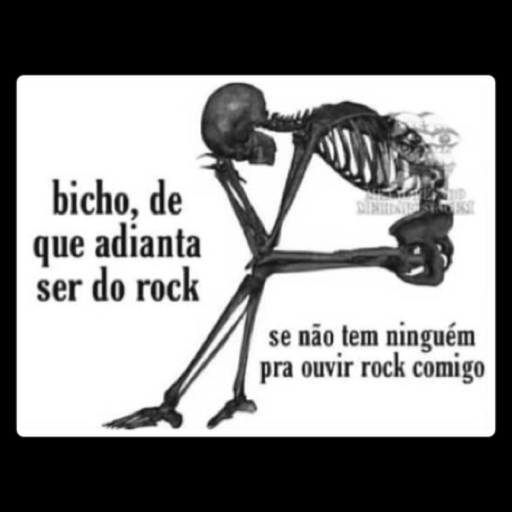 bicho, de
que adianta
ser do rock
se não tem ninguém
pra ouvir rock comigo